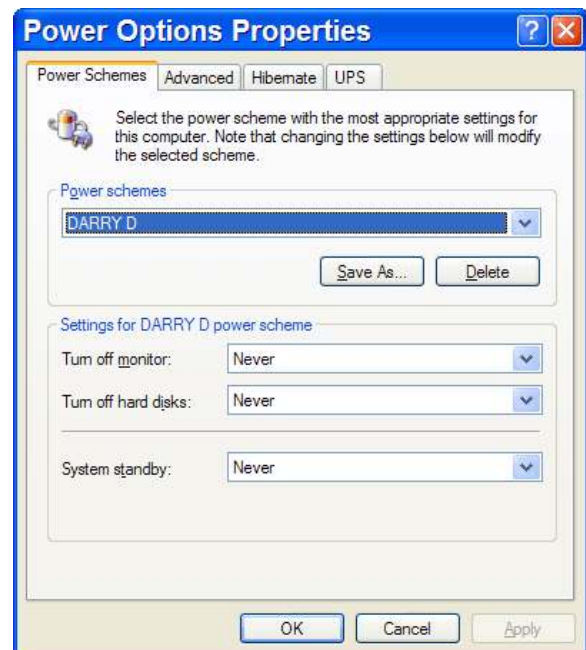 Power Options Properties
Power Schemes Advanced Hibernate UPS
Select the power scheme with the most appropriate settings for
this computer. Note that changing the settings below will modify
the selected scheme.
Power schemes
DARRY D
Save As... Delete
Settings for DARRY D power scheme
Turn off monitor: Never
Turn off hard disks: Never
System standby: Never
OK Cancel Apply